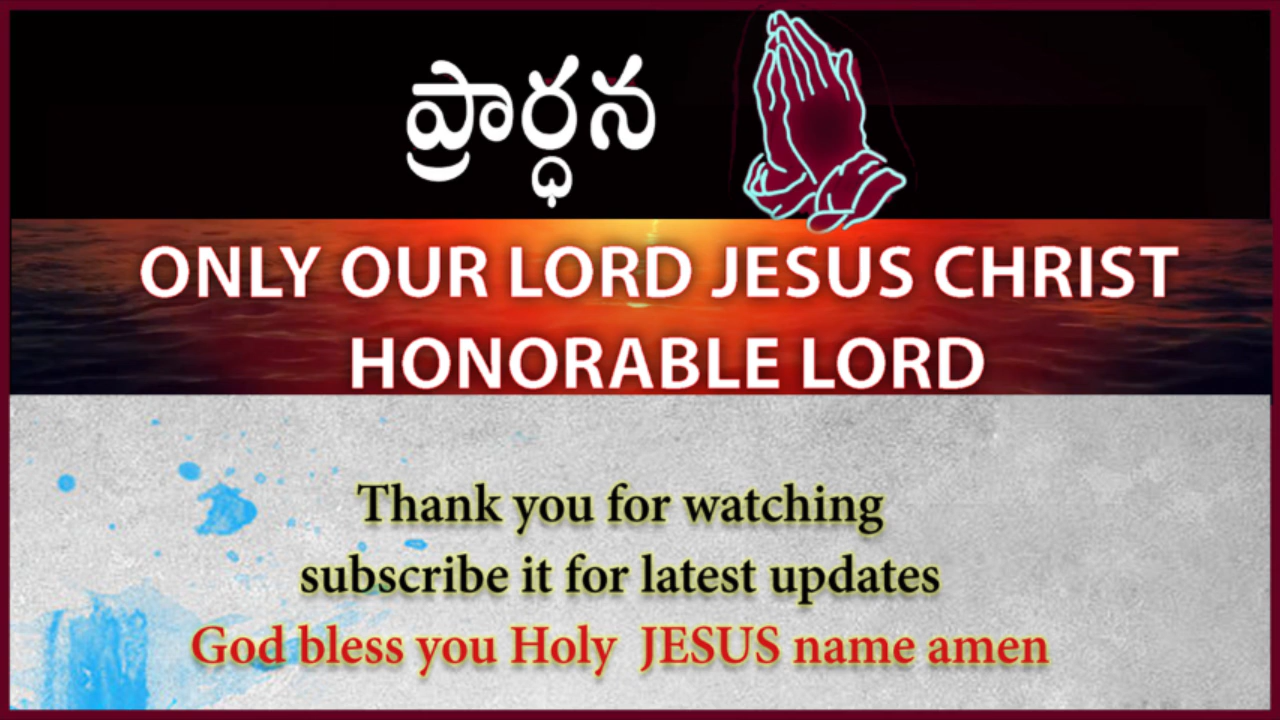 ప్రార్ధన
ONLY OUR LORD JESUS CHRIST
HONORABLE LORD
Thank you for watching
subscribe it for latest updates
God bless you Holy JESUS name amen